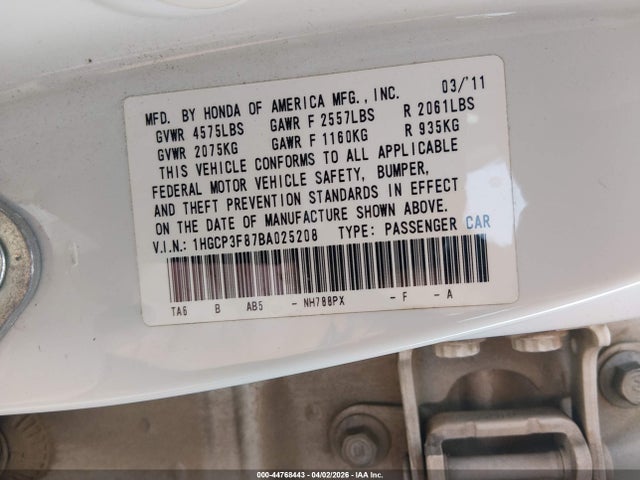 MFD. BY HONDA OF AMERICA MFG., INC. 03/'11
GVWR 4575LBS GAWR F 2557LBS R 2061LBS
GVWR 2075KG GAWR F 1160KG R 935KG
THIS VEHICLE CONFORMS TO ALL APPLICABLE
FEDERAL MOTOR VEHICLE SAFETY, BUMPER,
AND THEFT PREVENTION STANDARDS IN EFFECT
ON THE DATE OF MANUFACTURE SHOWN ABOVE.
V.I.N.: 1HGCP3F87BA025208 TYPE: PASSENGER CAR
TA6 B AB5 - NH788PX - F - A
000-44768443 - 04/02/2026 - IAA Inc.